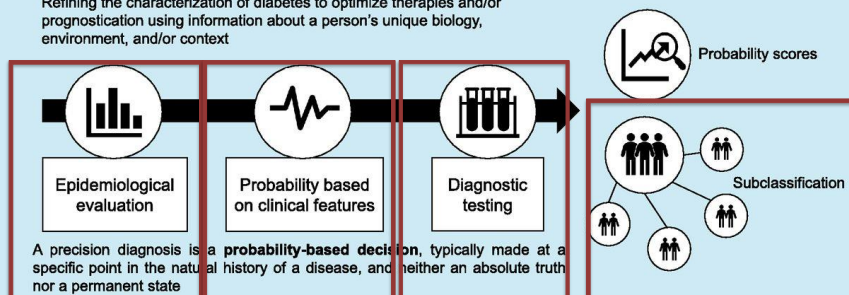 Refining the characterization of diabetes to optimize therapies and/or
prognostication using information about a person's unique biology,
environment, and/or context
Probability scores
Epidemiological
evaluation
Probability based
on clinical features
Diagnostic
testing
Subclassification
A precision diagnosis is a probability-based decision, typically made at a
specific point in the natural history of a disease, and neither an absolute truth
nor a permanent state